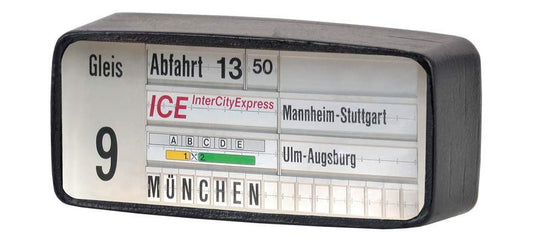 Gleis
9
Abfahrt 13 50
ICE InterCityExpress
A B C D E
1 X 2
MÜNCHEN
Mannheim-Stuttgart
Ulm-Augsburg